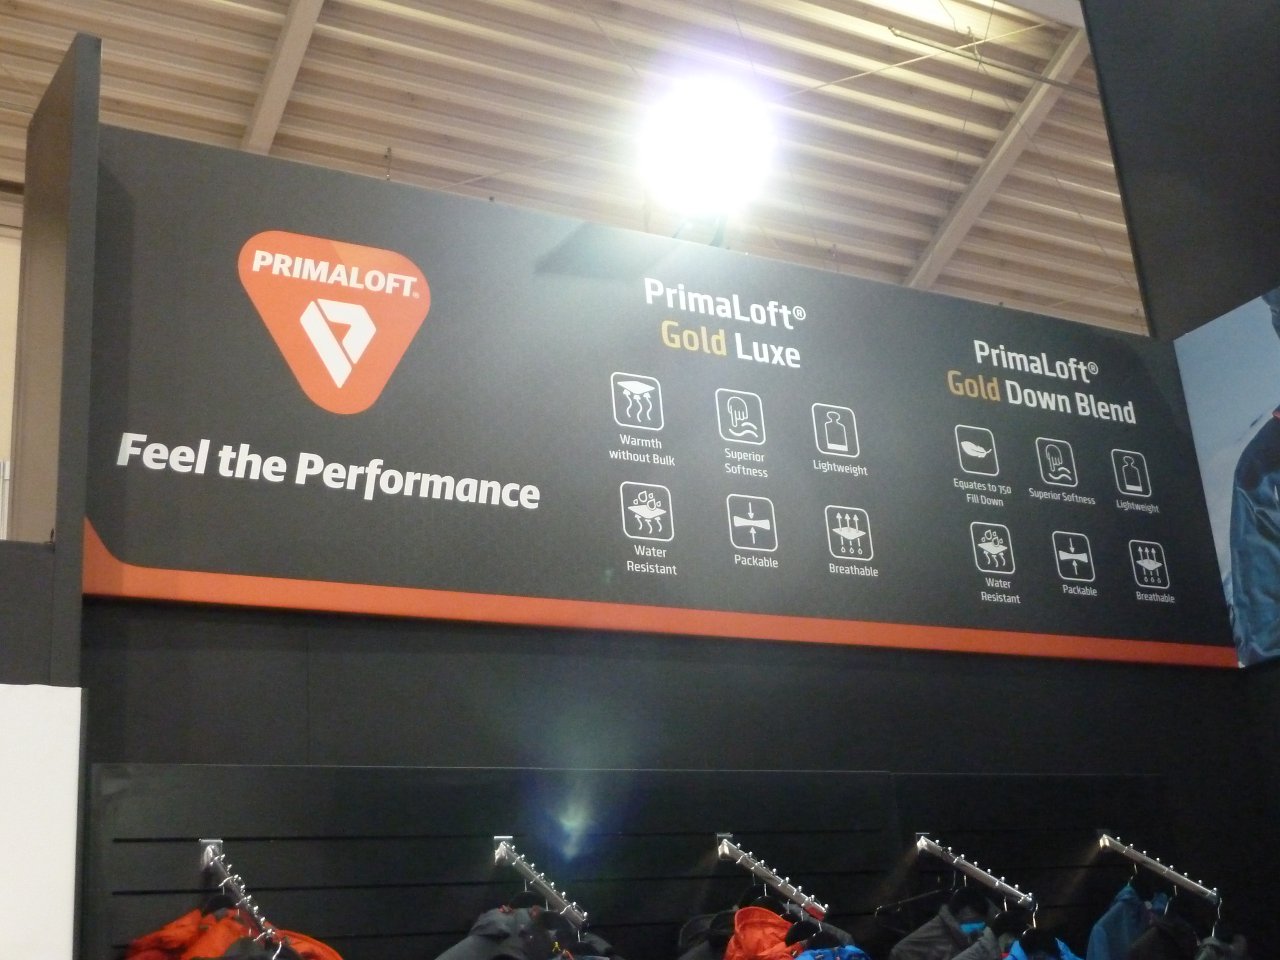 PRIMALOFT®
Feel the Performance
PrimaLoft®
Gold Luxe
Warmth
without Bulk
Superior
Softness
Lightweight
Water
Resistant
Packable
Breathable
PrimaLoft®
Gold Down Blend
Equates to 750
Fill Down
Superior Softness
Lightweight
Water
Resistant
Packable
Breathable